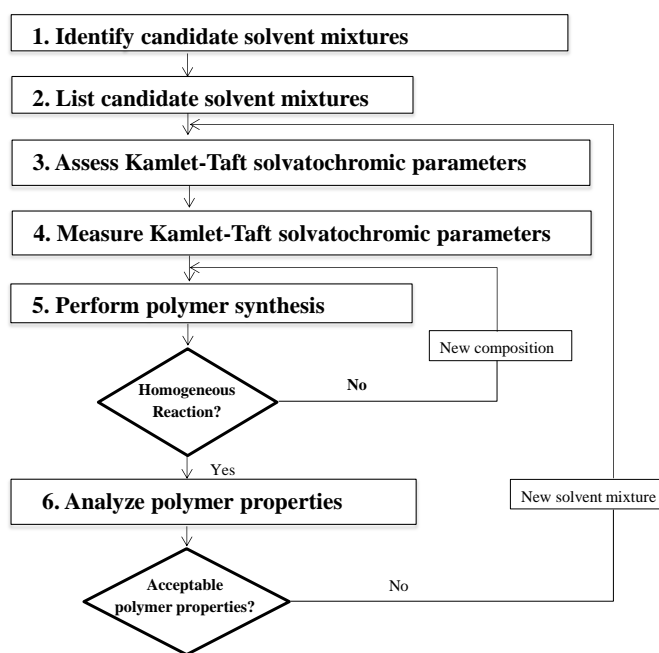 1. Identify candidate solvent mixtures
2. List candidate solvent mixtures
3. Assess Kamlet-Taft solvatochromic parameters
4. Measure Kamlet-Taft solvatochromic parameters
5. Perform polymer synthesis
New composition
Homogeneous
Reaction?
No
Yes
6. Analyze polymer properties
New solvent mixture
Acceptable
polymer properties?
No